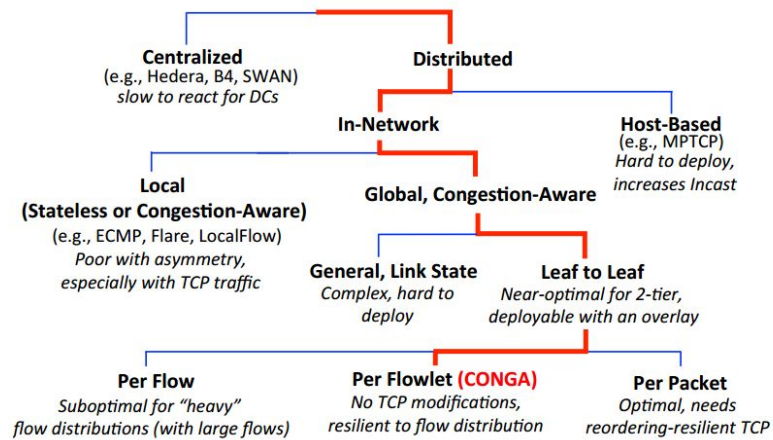 Centralized
(e.g., Hedera, B4, SWAN)
slow to react for DCs
Distributed
In-Network
Host-Based
(e.g., MPTCP)
Hard to deploy,
increases Incast
Local
(Stateless or Congestion-Aware)
(e.g., ECMP, Flare, LocalFlow)
Poor with asymmetry,
especially with TCP traffic
Global, Congestion-Aware
General, Link State
Complex, hard to
deploy
Leaf to Leaf
Near-optimal for 2-tier,
deployable with an overlay
Per Flow
Suboptimal for “heavy”
flow distributions (with large flows)
Per Flowlet (CONGA)
No TCP modifications,
resilient to flow distribution
Per Packet
Optimal, needs
reordering-resilient TCP